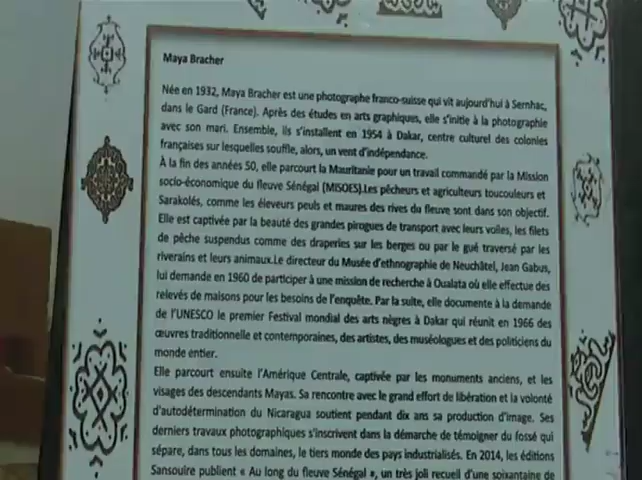 Maya Bracher
Née en 1932, Maya Bracher est une photographe franco-suisse qui vit aujourd'hui à Sernhac,
dans le Gard (France). Après des études en arts graphiques, elle s'initie à la photographie
avec son mari. Ensemble, ils s'installent en 1954 à Dakar, centre culturel des colonies
françaises sur lesquelles souffle, alors, un vent d'indépendance.
À la fin des années 50, elle parcourt la Mauritanie pour un travail commandé par la Mission
socio-économique du fleuve Sénégal (MISOES).Les pêcheurs et agriculteurs toucouleurs et
Sarakolés, comme les éleveurs peuls et maures des rives du fleuve sont dans son objectif.
Elle est captivée par la beauté des grandes pirogues de transport avec leurs voiles, les filets
de pêche suspendus comme des draperies sur les berges ou par le gué traversé par les
riverains et leurs animaux.Le directeur du Musée d'ethnographie de Neuchâtel, Jean Gabus,
lui demande en 1960 de participer à une mission de recherche à Oualata où elle effectue des
relevés de maisons pour les besoins de l'enquête. Par la suite, elle documente à la demande
de l'UNESCO le premier Festival mondial des arts nègres à Dakar qui réunit en 1966 des
œuvres traditionnelle et contemporaines, des artistes, des muséologues et des politiciens du
monde entier.
Elle parcourt ensuite l'Amérique Centrale, captivée par les monuments anciens, et les
visages des descendants Mayas. Sa rencontre avec le grand effort de libération et la volonté
d'autodétermination du Nicaragua soutient pendant dix ans sa production d'image. Ses
derniers travaux photographiques s'inscrivent dans la démarche de témoigner du fossé qui
sépare, dans tous les domaines, le tiers monde des pays industrialisés. En 2014, les éditions
Sansouire publient « Au long du fleuve Sénégal », un très joli recueil d'une soixantaine de